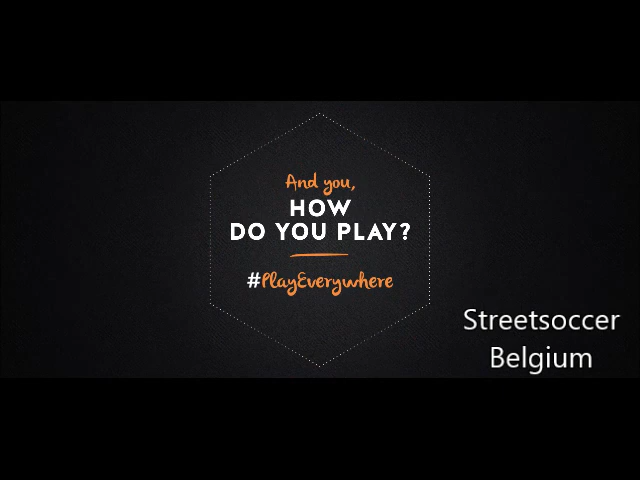 And you,
HOW
DO YOU PLAY?
#PlayEverywhere
Streetsoccer
Belgium